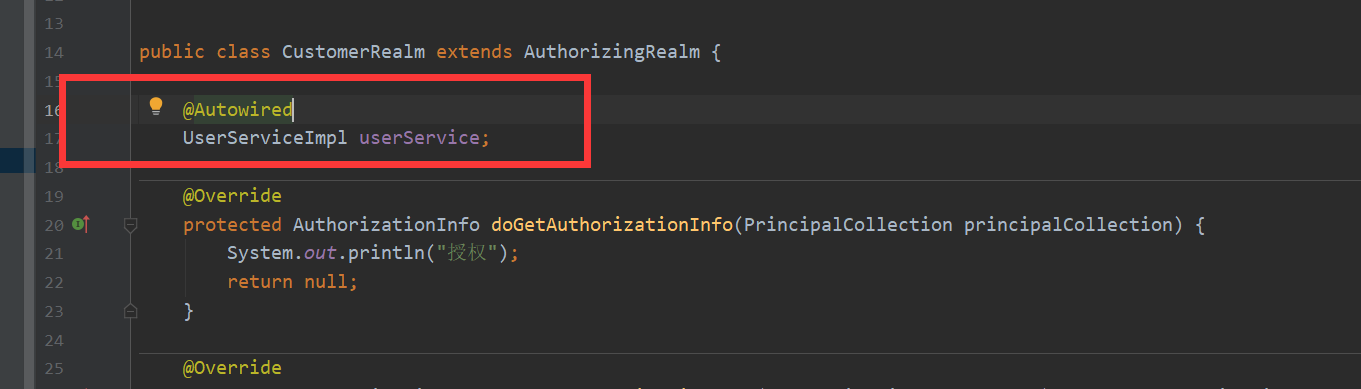 13
14 public class CustomerRealm extends AuthorizingRealm {
15
16 @Autowired
17 UserServiceImpl userService;
18
19 @Override
20 protected AuthorizationInfo doGetAuthorizationInfo(PrincipalCollection principalCollection) {
21 System.out.println("授权");
22 return null;
23 }
24
25 @Override